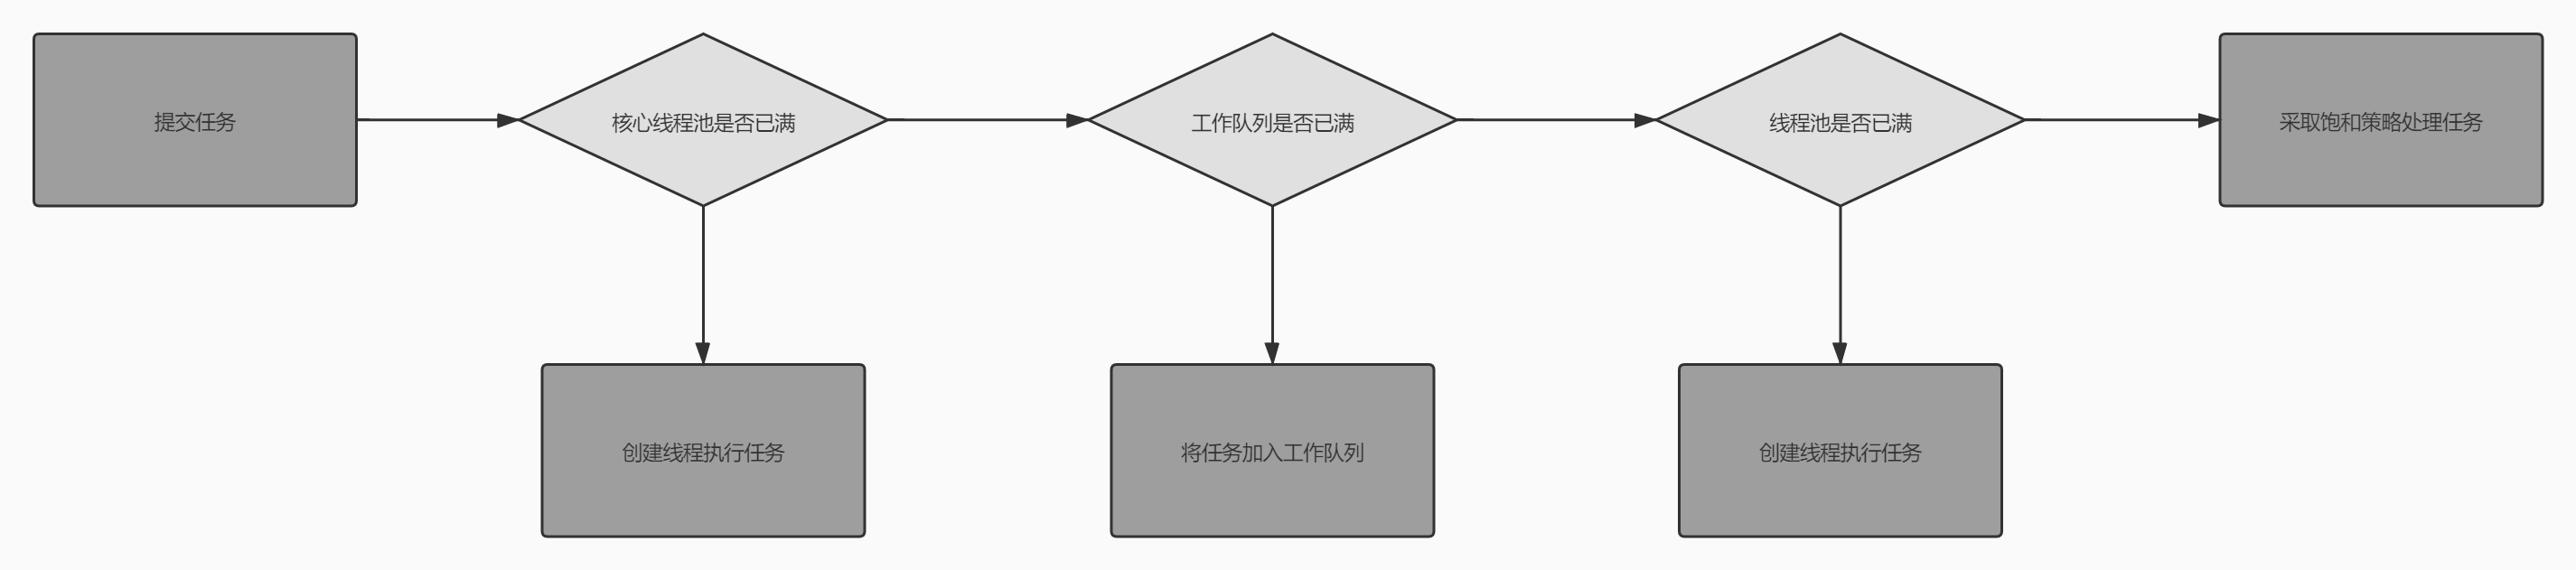 提交任务
核心线程池是否已满
工作队列是否已满
线程池是否已满
采取饱和策略处理任务
创建线程执行任务
将任务加入工作队列
创建线程执行任务